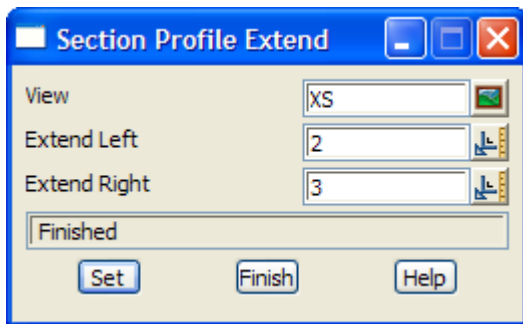 Section Profile Extend
View XS
Extend Left 2
Extend Right 3
Finished
Set Finish Help